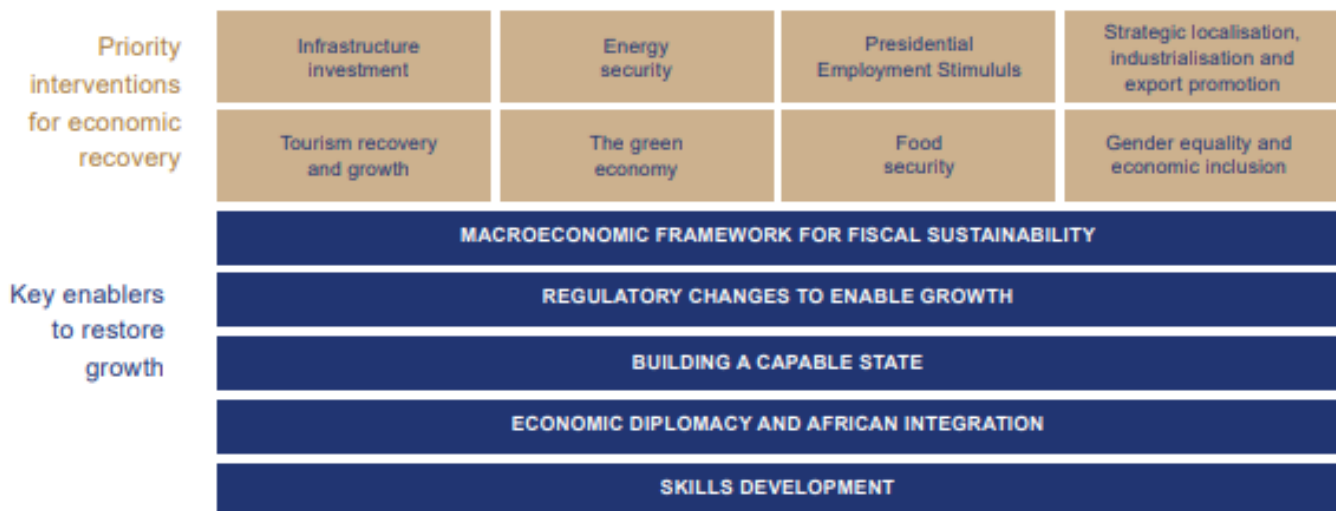 Priority
interventions
for economic
recovery
Infrastructure
investment
Energy
security
Presidential
Employment Stimululs
Strategic localisation,
industrialisation and
export promotion
Tourism recovery
and growth
The green
economy
Food
security
Gender equality and
economic inclusion
Key enablers
to restore
growth
MACROECONOMIC FRAMEWORK FOR FISCAL SUSTAINABILITY
REGULATORY CHANGES TO ENABLE GROWTH
BUILDING A CAPABLE STATE
ECONOMIC DIPLOMACY AND AFRICAN INTEGRATION
SKILLS DEVELOPMENT